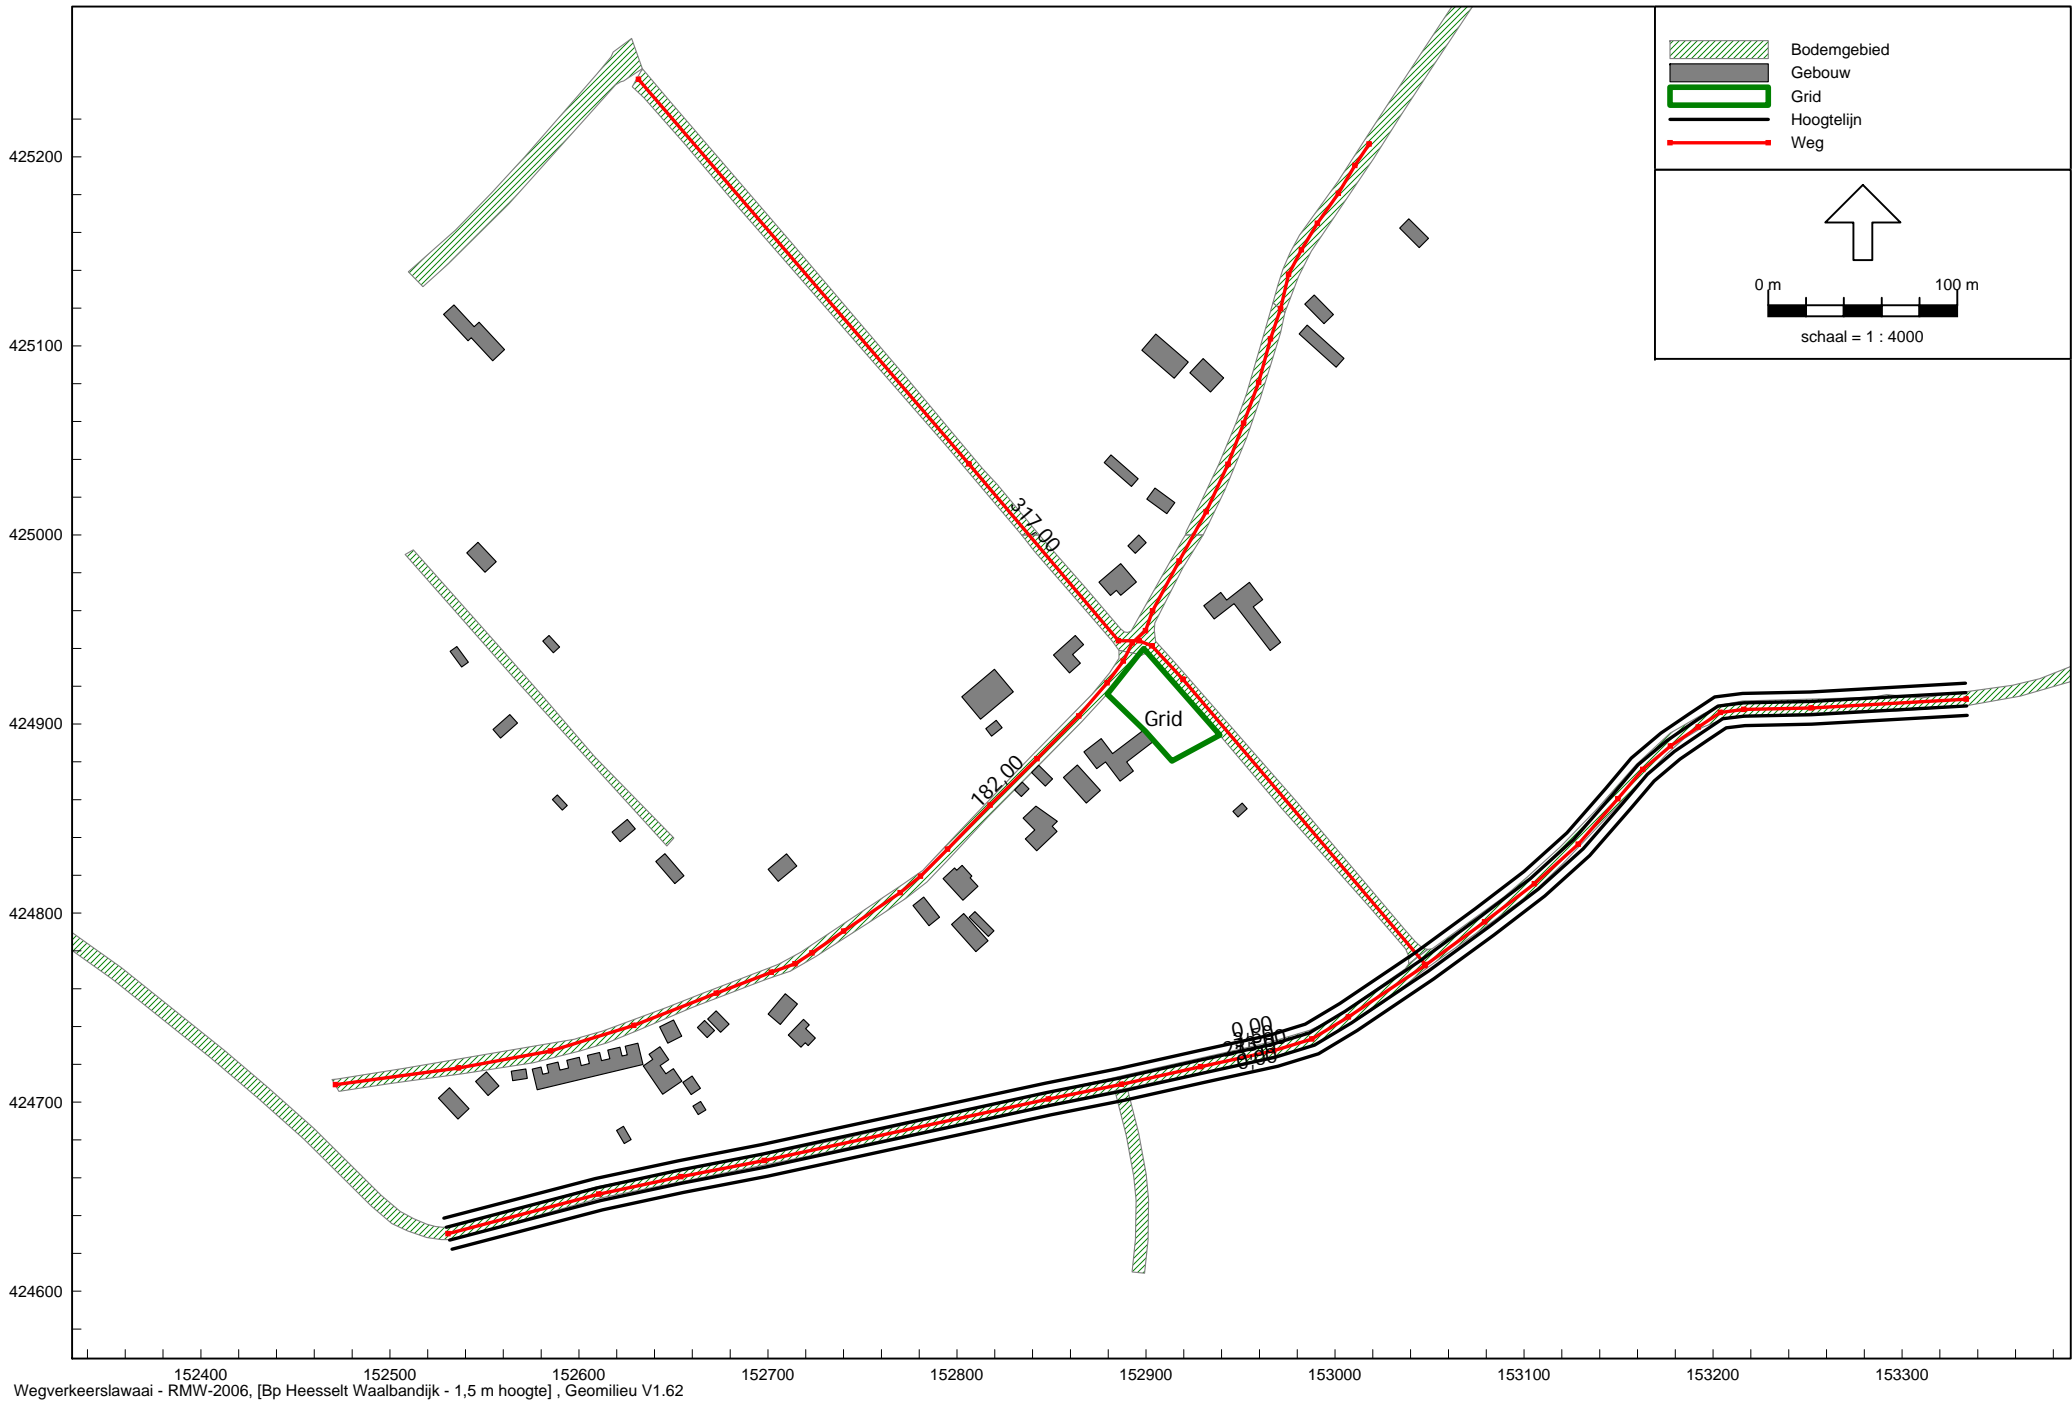 Bodemgebied
Gebouw
Grid
Hoogtelijn
Weg
0 m 100 m
schaal = 1 : 4000
425200
425100
425000
424900
424800
424700
424600
317,00
Grid
182,00
0,00
0,00
152400 152500 152600 152700 152800 152900 153000 153100 153200 153300
Wegverkeerslawaai - RMW-2006, [Bp Heesselt Waalbandijk - 1,5 m hoogte] , Geomilieu V1.62